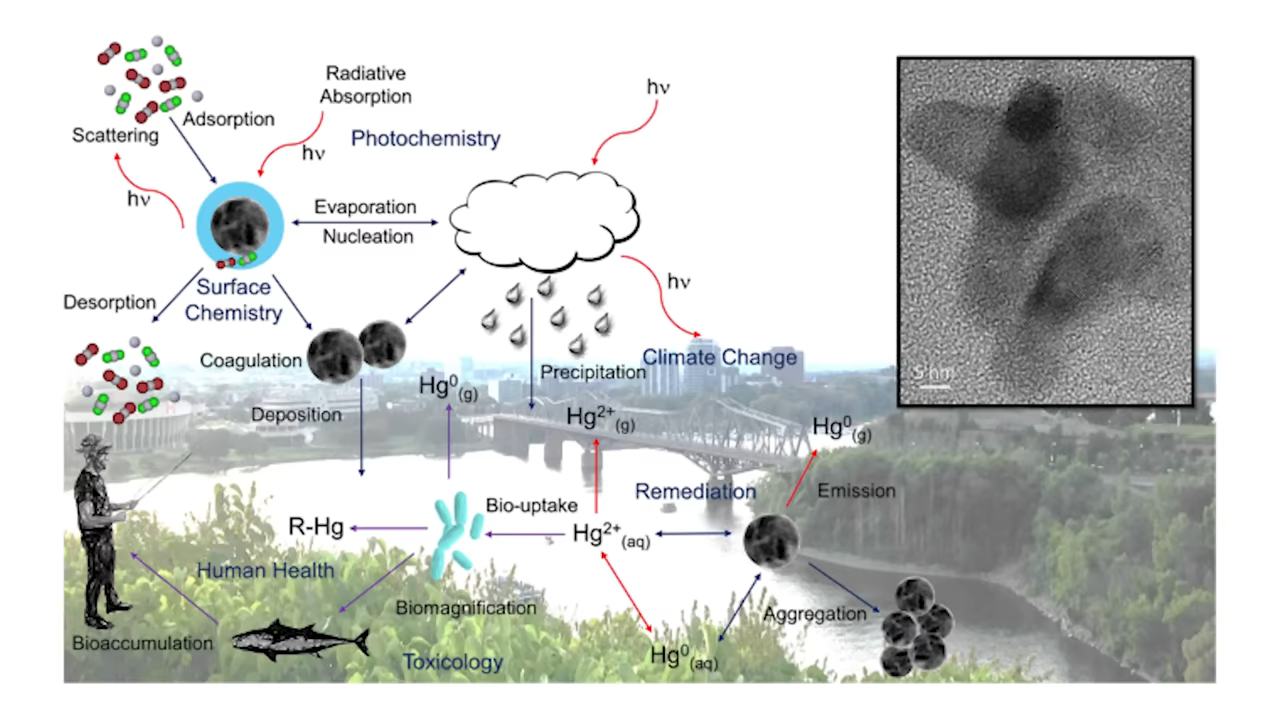 Radiative
Absorption
hν
Adsorption
Scattering
Photochemistry
hν
hν
Evaporation
Nucleation
hν
Desorption
Surface
Chemistry
Coagulation
Climate Change
Precipitation
5 nm
Hg⁰(g)
Deposition
Hg²⁺(g)
Hg⁰(g)
Remediation
Emission
Bio-uptake
R-Hg
Hg²⁺(aq)
Human Health
Biomagnification
Aggregation
Bioaccumulation
Toxicology
Hg⁰(aq)